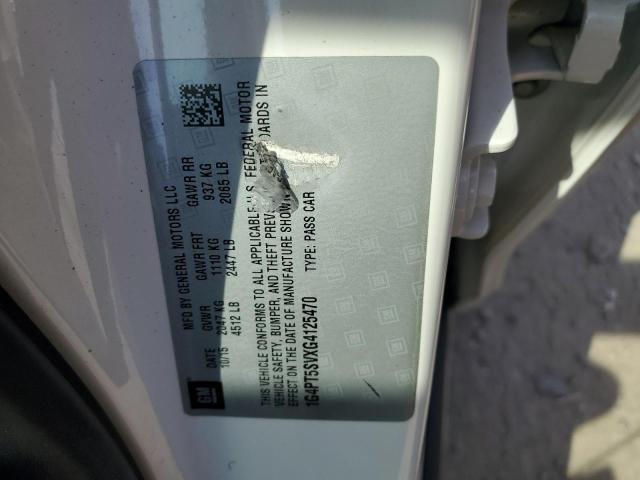 GM
MFD BY GENERAL MOTORS LLC
DATE GVWR GAWR FRT GAWR RR
10/15 2047 KG 1110 KG 937 KG
4512 LB 2447 LB 2065 LB
THIS VEHICLE CONFORMS TO ALL APPLICABLE U.S. FEDERAL MOTOR
VEHICLE SAFETY, BUMPER, AND THEFT PREV IN
EFFECT ON THE DATE OF MANUFACTURE SHOWN
1G4PT5SVXG4125470 TYPE: PASS CAR